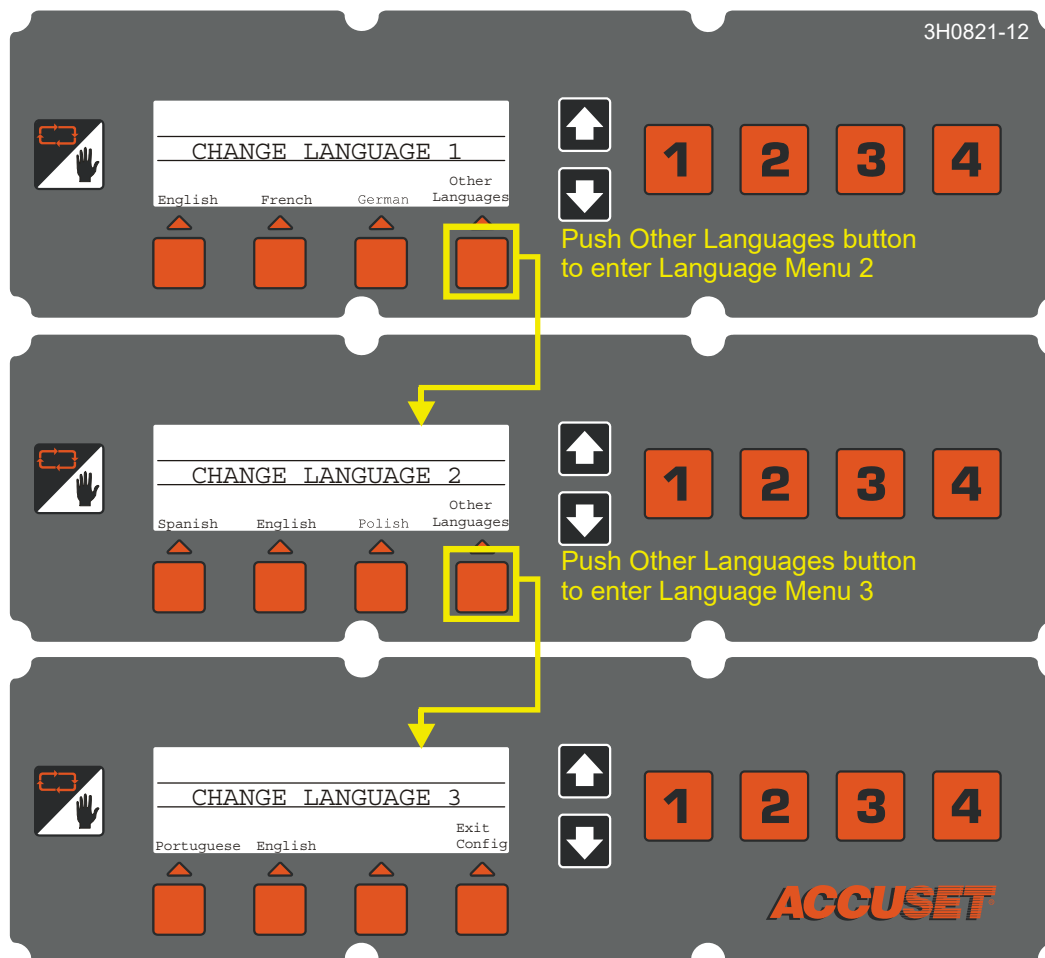 3H0821-12
CHANGE LANGUAGE 1
English French German Other Languages
1 2 3 4
Push Other Languages button
to enter Language Menu 2
CHANGE LANGUAGE 2
Spanish English Polish Other Languages
1 2 3 4
Push Other Languages button
to enter Language Menu 3
CHANGE LANGUAGE 3
Portuguese English Exit Config
1 2 3 4
ACCUSET